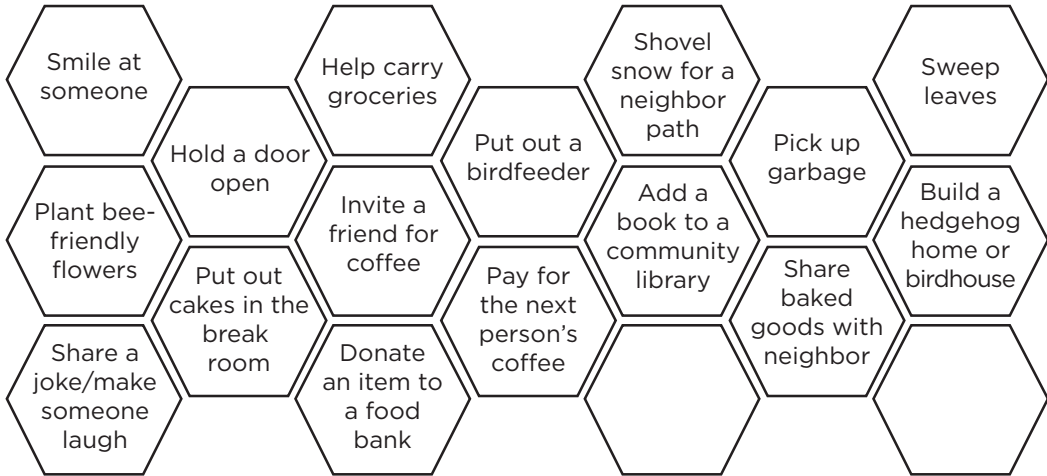 Smile at
someone
Help carry
groceries
Shovel
snow for a
neighbor
path
Sweep
leaves
Hold a door
open
Put out a
birdfeeder
Pick up
garbage
Plant bee-
friendly
flowers
Invite a
friend for
coffee
Add a
book to a
community
library
Build a
hedgehog
home or
birdhouse
Put out
cakes in the
break
room
Pay for
the next
person’s
coffee
Share
baked
goods with
neighbor
Share a
joke/make
someone
laugh
Donate
an item to
a food
bank